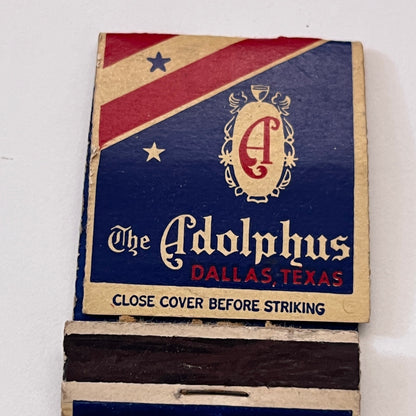 A
The Adolphus
DALLAS, TEXAS
CLOSE COVER BEFORE STRIKING